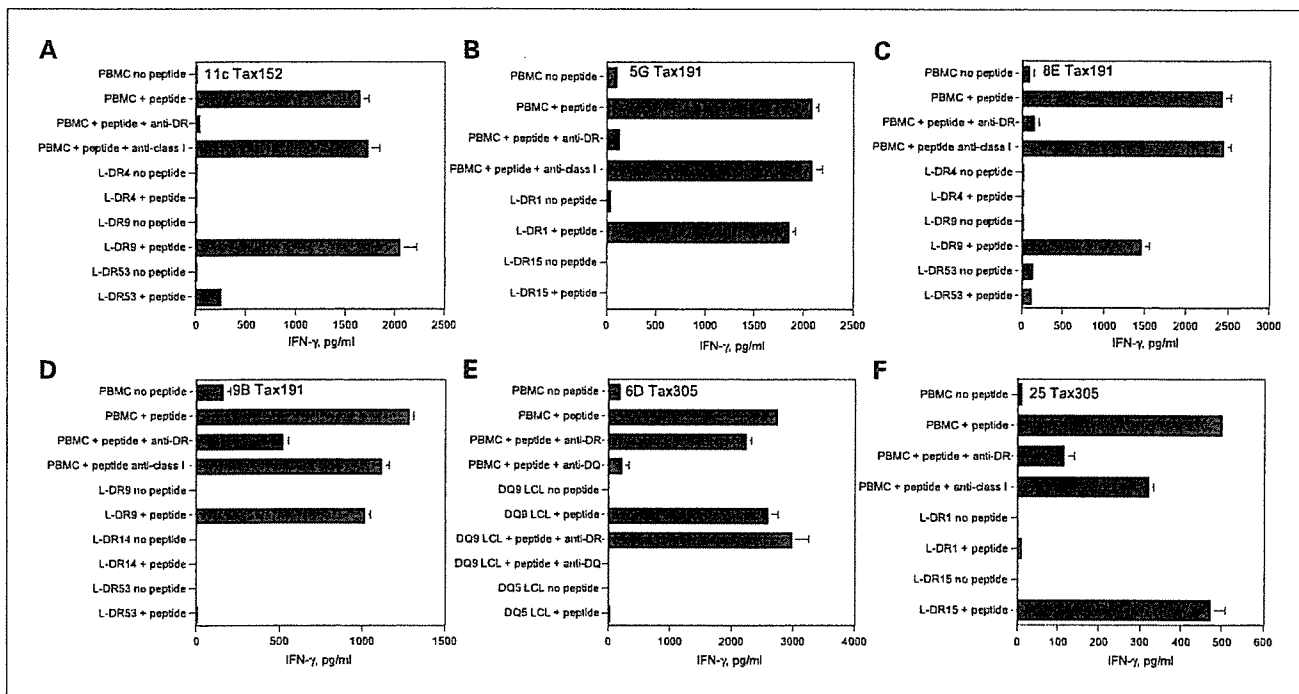 A
11c Tax152
PBMC no peptide
PBMC + peptide
PBMC + peptide + anti-DR
PBMC + peptide + anti-class I
L-DR4 no peptide
L-DR4 + peptide
L-DR9 no peptide
L-DR9 + peptide
L-DR53 no peptide
L-DR53 + peptide
0 500 1000 1500 2000 2500
IFN-γ, pg/ml
B
5G Tax191
PBMC no peptide
PBMC + peptide
PBMC + peptide + anti-DR
PBMC + peptide + anti-class I
L-DR1 no peptide
L-DR1 + peptide
L-DR15 no peptide
L-DR15 + peptide
0 500 1000 1500 2000 2500
IFN-γ, pg/ml
C
8E Tax191
PBMC no peptide
PBMC + peptide
PBMC + peptide + anti-DR
PBMC + peptide anti-class I
L-DR4 no peptide
L-DR4 + peptide
L-DR9 no peptide
L-DR9 + peptide
L-DR53 no peptide
L-DR53 + peptide
0 500 1000 1500 2000 2500 3000
IFN-γ, pg/ml
D
9B Tax191
PBMC no peptide
PBMC + peptide
PBMC + peptide + anti-DR
PBMC + peptide anti-class I
L-DR9 no peptide
L-DR9 + peptide
L-DR14 no peptide
L-DR14 + peptide
L-DR53 no peptide
L-DR53 + peptide
0 500 1000 1500
IFN-γ, pg/ml
E
6D Tax305
PBMC no peptide
PBMC + peptide
PBMC + peptide + anti-DR
PBMC + peptide + anti-DQ
DQ9 LCL no peptide
DQ9 LCL + peptide
DQ9 LCL + peptide + anti-DR
DQ9 LCL + peptide + anti-DQ
DQ5 LCL no peptide
DQ5 LCL + peptide
0 1000 2000 3000 4000
IFN-γ, pg/ml
F
25 Tax305
PBMC no peptide
PBMC + peptide
PBMC + peptide + anti-DR
PBMC + peptide + anti-class I
L-DR1 no peptide
L-DR1 + peptide
L-DR15 no peptide
L-DR15 + peptide
0 100 200 300 400 500 600
IFN-γ, pg/ml